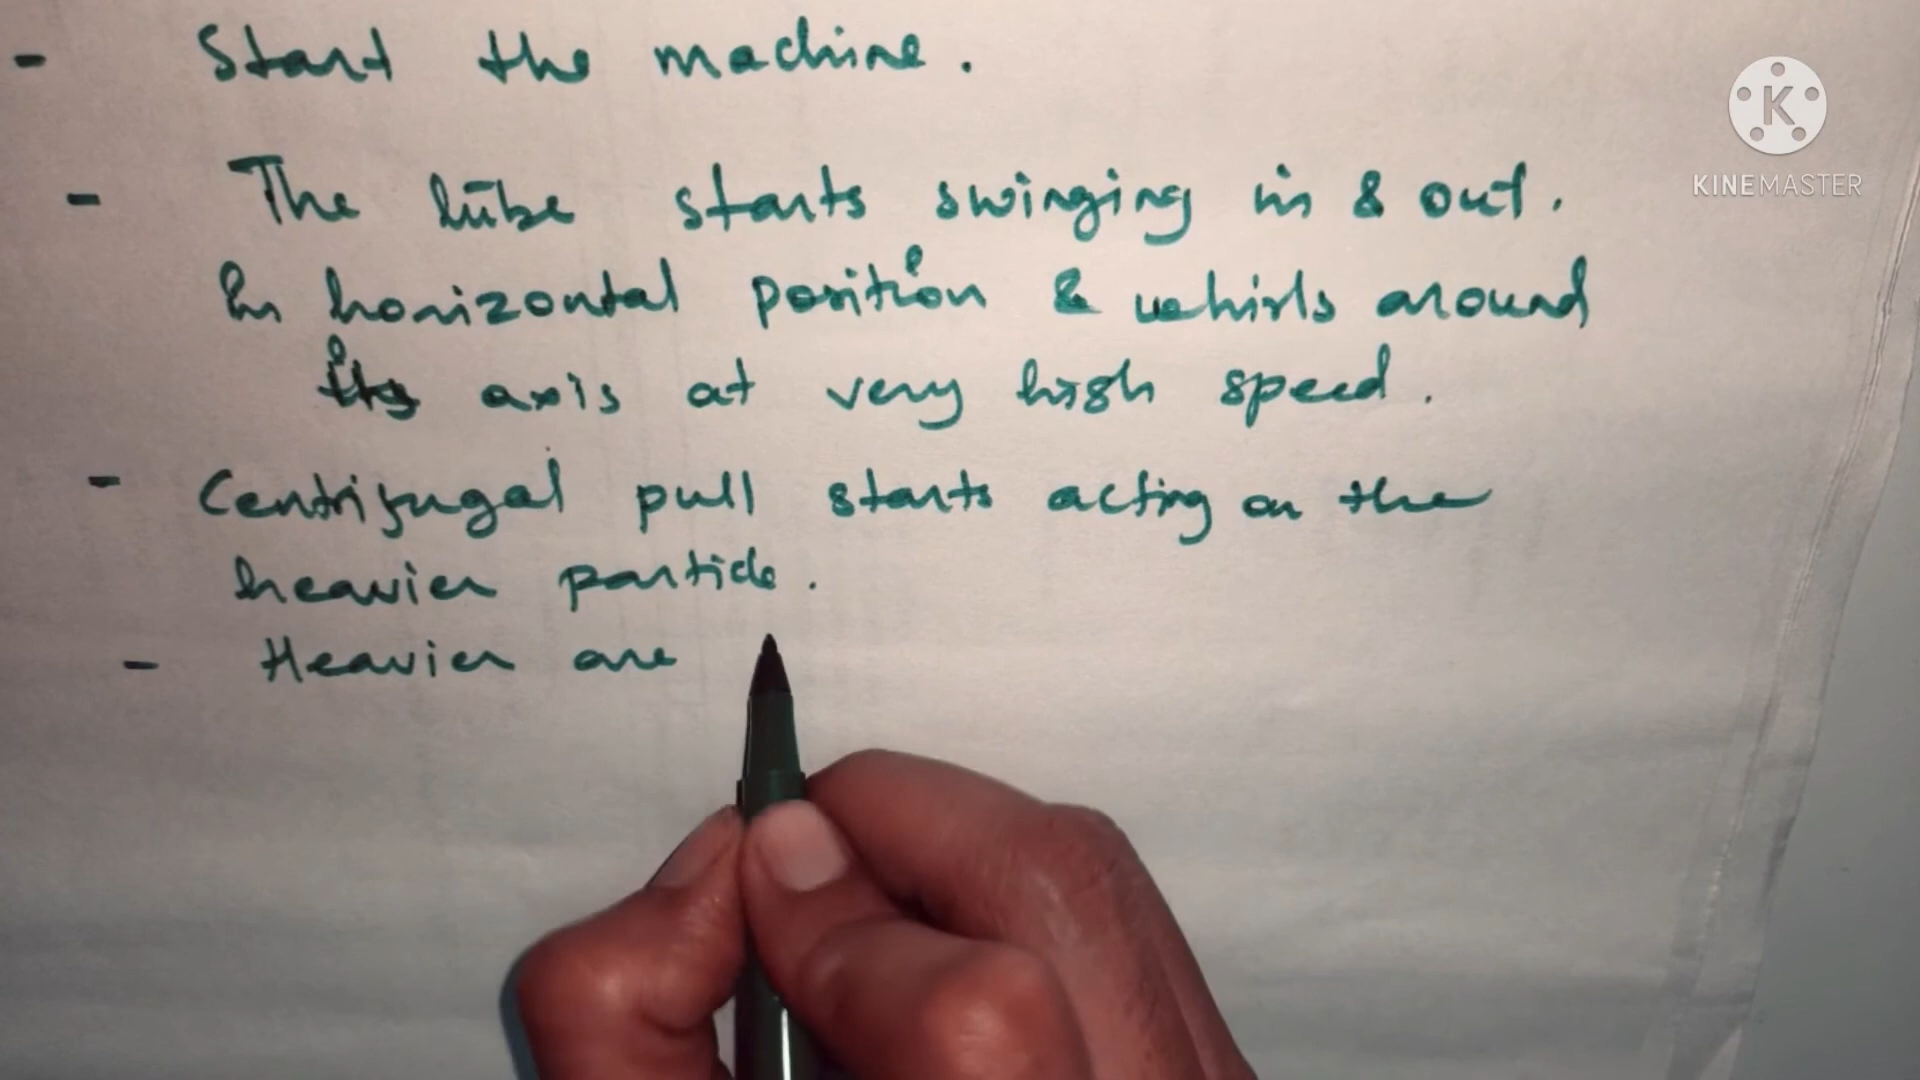 - Start the machine.
- The tube starts swinging in & out.
In horizontal position & whirls around
its axis at very high speed.
- Centrifugal pull starts acting on the
heavier particle.
- Heavier are
K
KINEMASTER